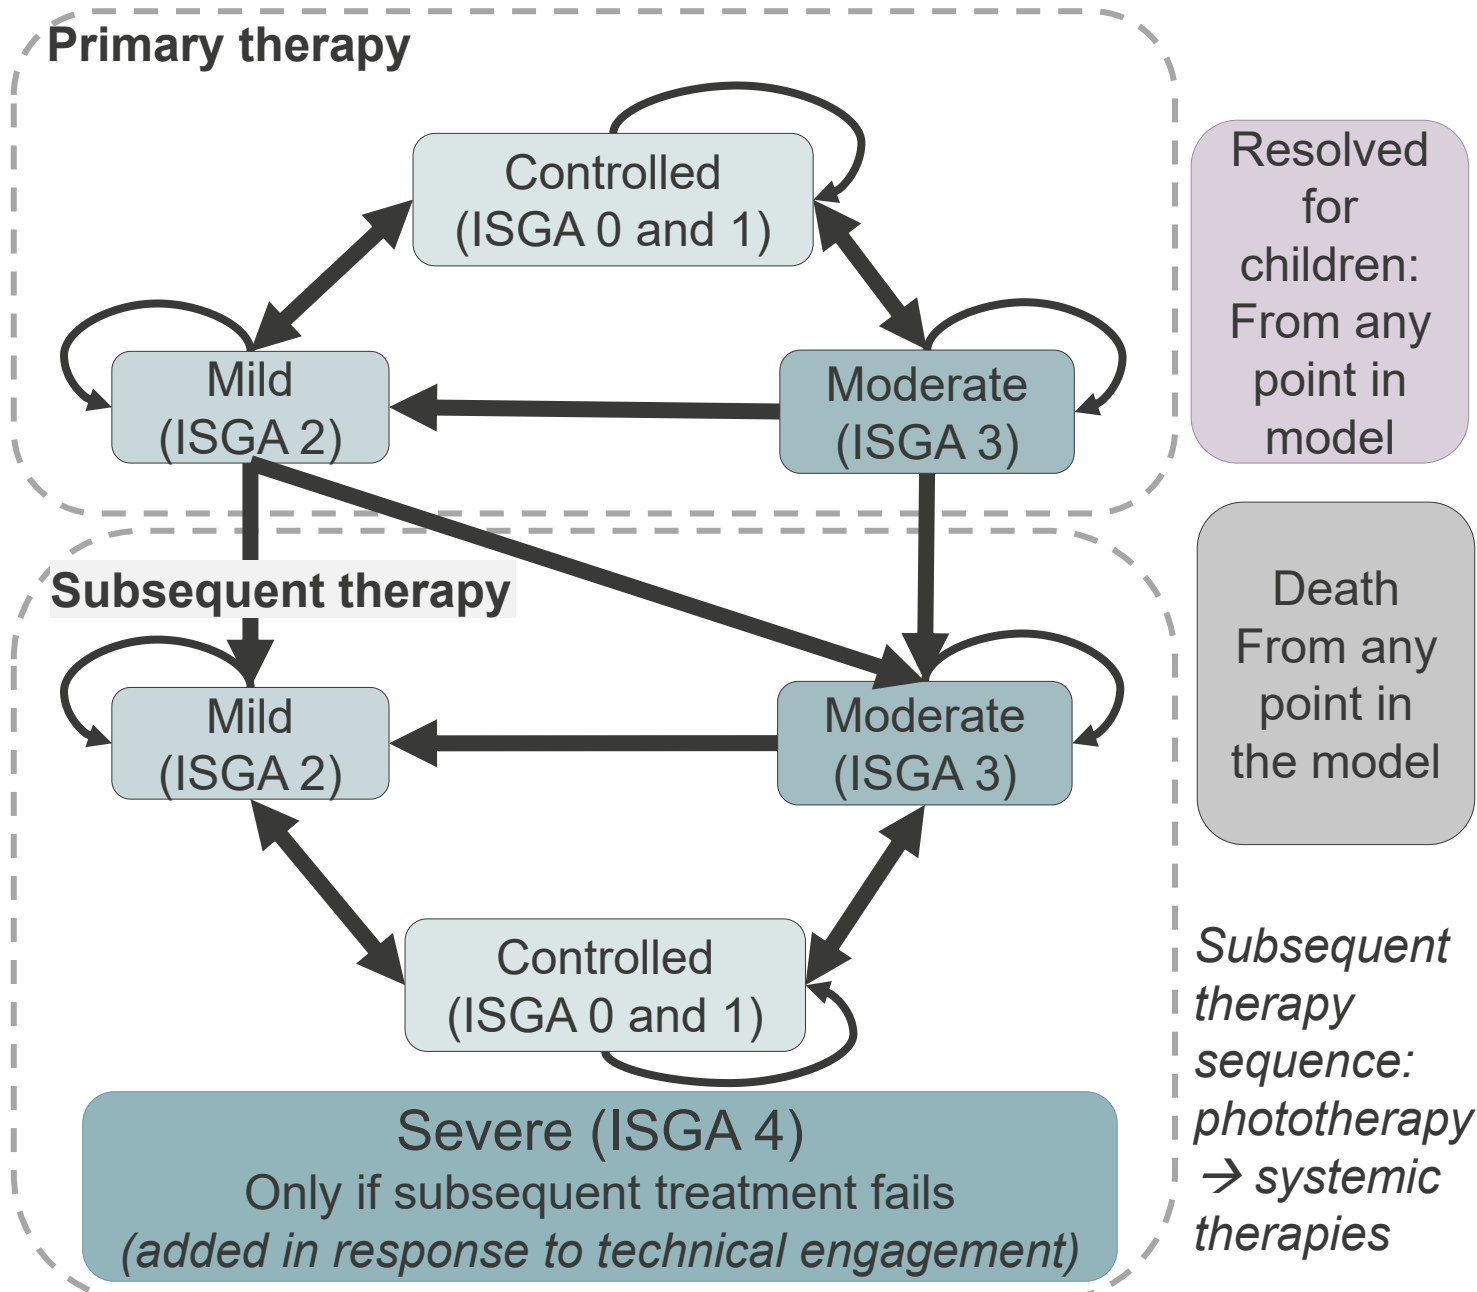 Primary therapy
Controlled
(ISGA 0 and 1)
Mild
(ISGA 2)
Moderate
(ISGA 3)
Subsequent therapy
Mild
(ISGA 2)
Moderate
(ISGA 3)
Controlled
(ISGA 0 and 1)
Severe (ISGA 4)
Only if subsequent treatment fails
(added in response to technical engagement)
Resolved
for
children:
From any
point in
model
Death
From any
point in
the model
Subsequent
therapy
sequence:
phototherapy
→ systemic
therapies